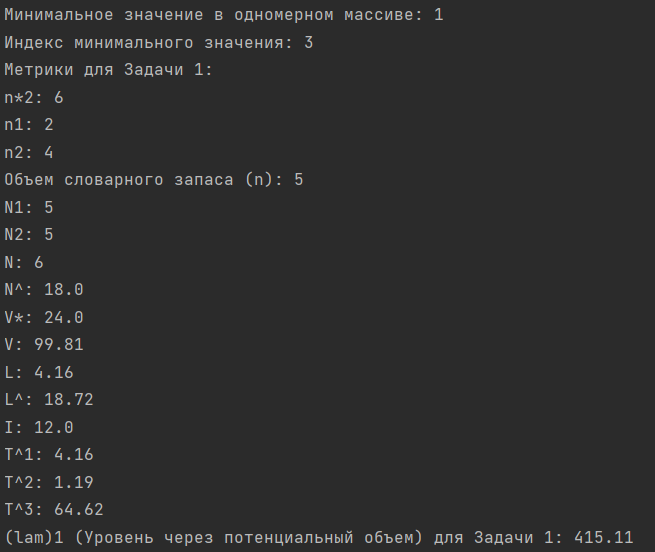 Минимальное значение в одномерном массиве: 1
Индекс минимального значения: 3
Метрики для Задачи 1:
n*2: 6
n1: 2
n2: 4
Объем словарного запаса (n): 5
N1: 5
N2: 5
N: 6
N^: 18.0
V*: 24.0
V: 99.81
L: 4.16
L^: 18.72
I: 12.0
T^1: 4.16
T^2: 1.19
T^3: 64.62
(lam)1 (Уровень через потенциальный объем) для Задачи 1: 415.11